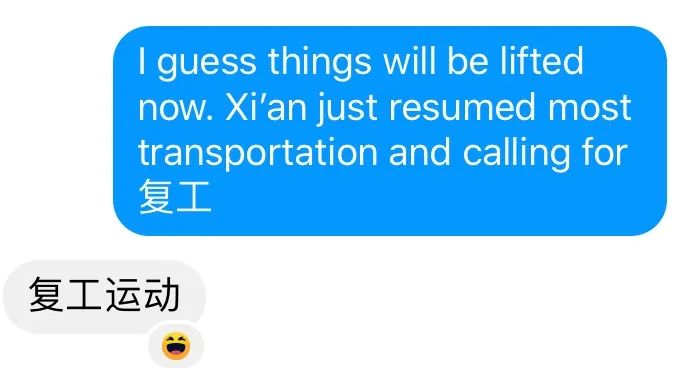 I guess things will be lifted
now. Xi’an just resumed most
transportation and calling for
复工
复工运动